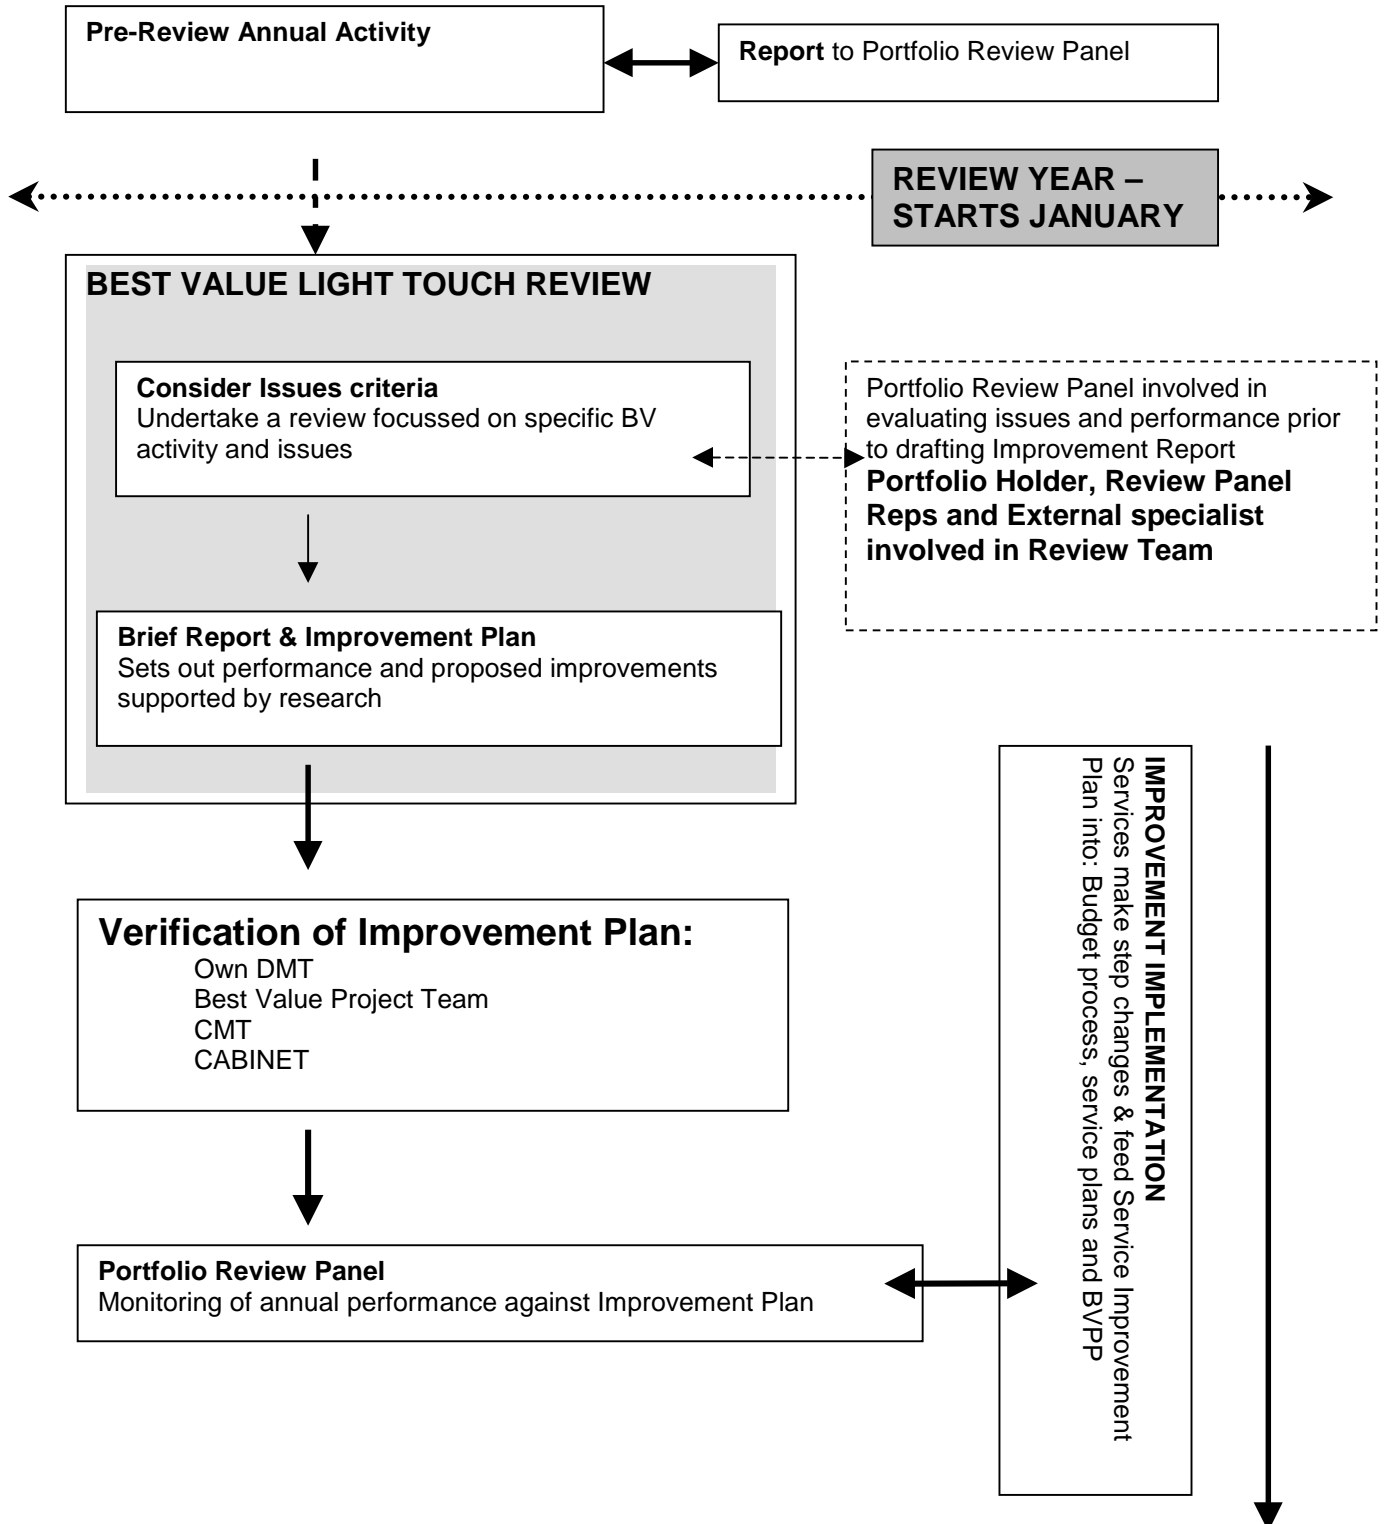 Pre-Review Annual Activity
Report to Portfolio Review Panel
REVIEW YEAR –
STARTS JANUARY
BEST VALUE LIGHT TOUCH REVIEW
Consider Issues criteria
Undertake a review focussed on specific BV
activity and issues
Portfolio Review Panel involved in
evaluating issues and performance prior
to drafting Improvement Report
Portfolio Holder, Review Panel
Reps and External specialist
involved in Review Team
Brief Report & Improvement Plan
Sets out performance and proposed improvements
supported by research
IMPROVEMENT IMPLEMENTATION
Services make step changes & feed Service Improvement
Plan into: Budget process, service plans and BVPP
Verification of Improvement Plan:
Own DMT
Best Value Project Team
CMT
CABINET
Portfolio Review Panel
Monitoring of annual performance against Improvement Plan